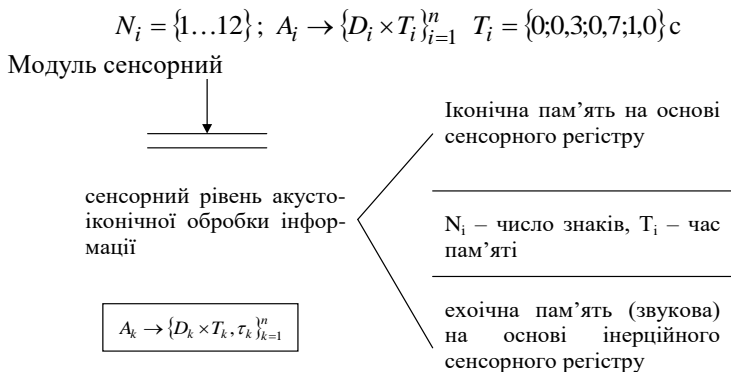 N_i = {1…12}; A_i → {D_i × T_i}_{i=1}^n T_i = {0;0,3;0,7;1,0}с
Модуль сенсорний
Іконічна пам’ять на основі
сенсорного регістру
сенсорний рівень акусто-
іконічної обробки інфор-
мації
N_i – число знаків, T_i – час
пам’яті
A_k → {D_k × T_k, τ_k}_{k=1}^n
ехоічна пам’ять (звукова)
на основі інерційного
сенсорного регістру